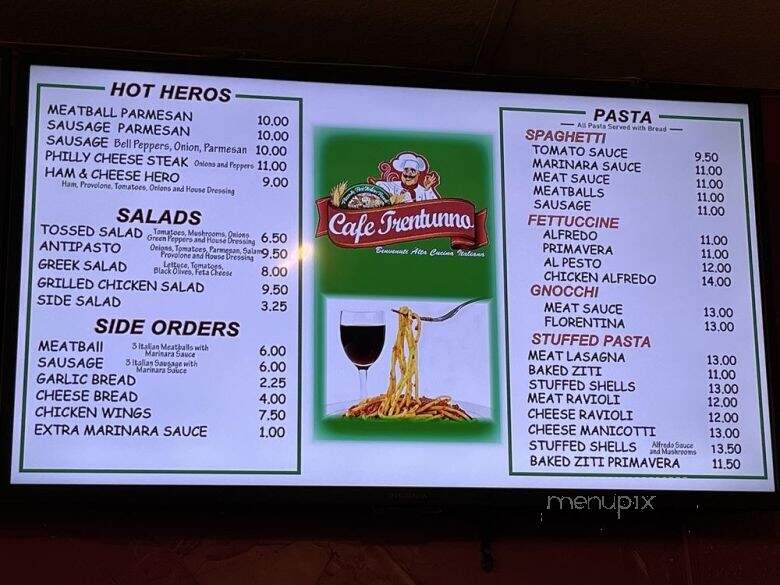 HOT HEROS
MEATBALL PARMESAN 10.00
SAUSAGE PARMESAN 10.00
SAUSAGE Bell Peppers, Onion, Parmesan 10.00
PHILLY CHEESE STEAK Onions and Peppers 11.00
HAM & CHEESE HERO 9.00
Ham, Provolone, Tomatoes, Onions and House Dressing
SALADS
TOSSED SALAD Tomatoes, Mushrooms, Onions
Green Peppers and House Dressing 6.50
ANTIPASTO Onions, Tomatoes, Parmesan, Salami
Provolone and House Dressing 9.50
GREEK SALAD Lettuce, Tomatoes,
Black Olives, Feta Cheese 8.00
GRILLED CHICKEN SALAD 9.50
SIDE SALAD 3.25
SIDE ORDERS
MEATBAll 3 Italian Meatballs with
Marinara Sauce 6.00
SAUSAGE 3 Italian Sausage with
Marinara Sauce 6.00
GARLIC BREAD 2.25
CHEESE BREAD 4.00
CHICKEN WINGS 7.50
EXTRA MARINARA SAUCE 1.00
Cafe Trentunno
Benvenuti Alta Cucina Italiana
PASTA
All Pasta Served with Bread
SPAGHETTI
TOMATO SAUCE 9.50
MARINARA SAUCE 11.00
MEAT SAUCE 11.00
MEATBALLS 11.00
SAUSAGE 11.00
FETTUCCINE
ALFREDO 11.00
PRIMAVERA 11.00
AL PESTO 12.00
CHICKEN ALFREDO 14.00
GNOCCHI
MEAT SAUCE 13.00
FLORENTINA 13.00
STUFFED PASTA
MEAT LASAGNA 13.00
BAKED ZITI 11.00
STUFFED SHELLS 13.00
MEAT RAVIOLI 12.00
CHEESE RAVIOLI 12.00
CHEESE MANICOTTI 13.00
STUFFED SHELLS Alfredo Sauce
and Mushrooms 13.50
BAKED ZITI PRIMAVERA 11.50
menupix